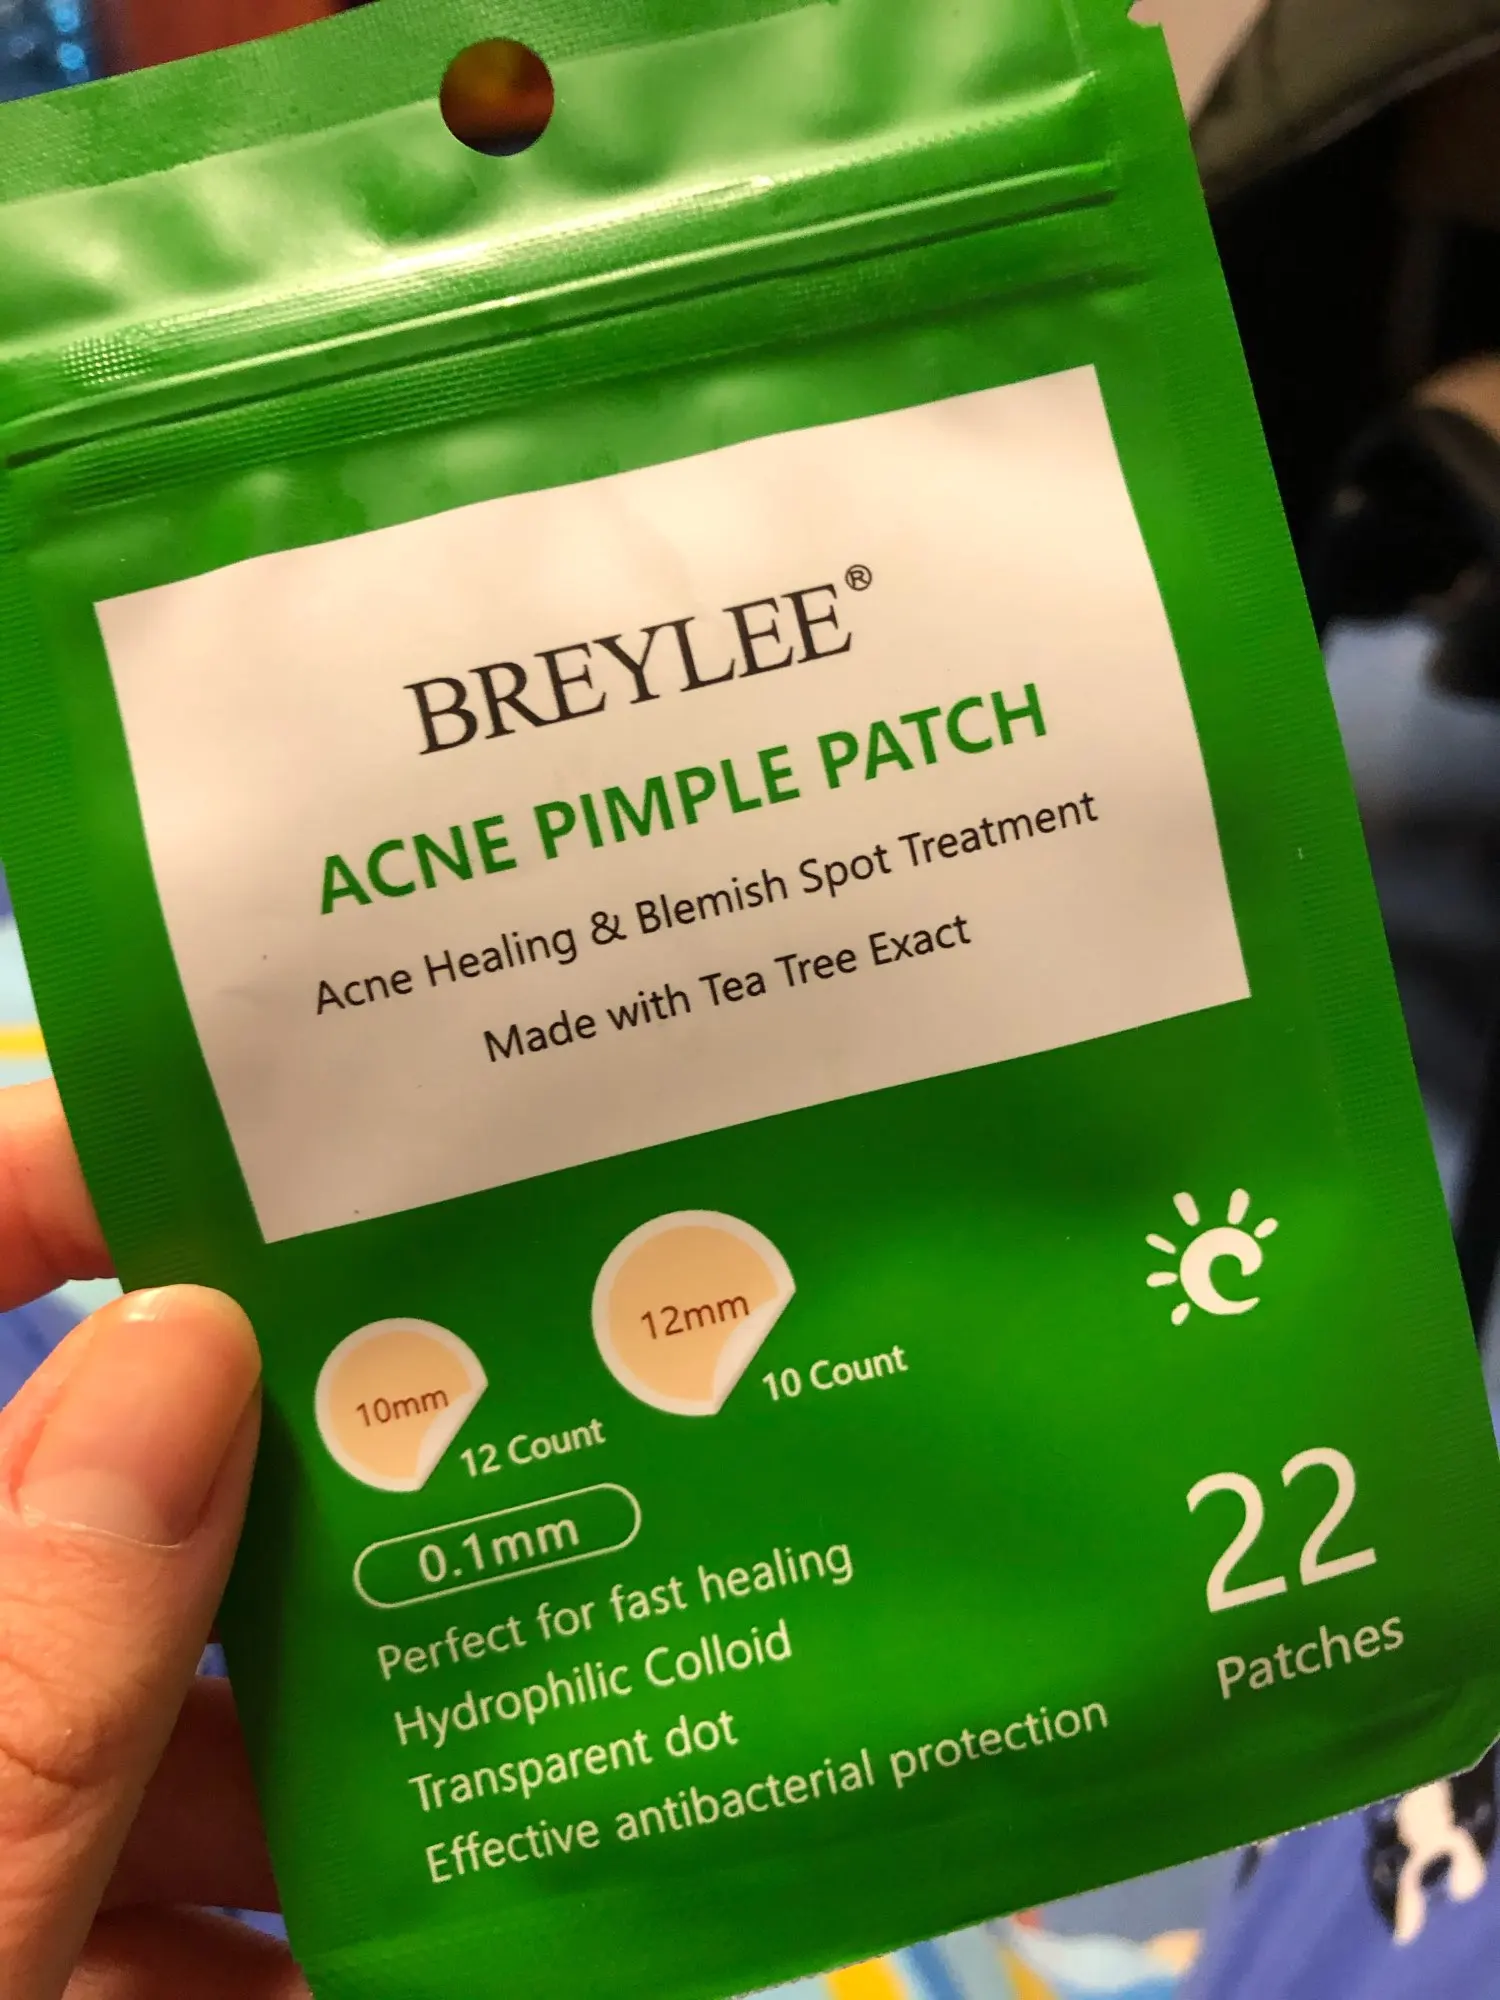 BREYLEE®
ACNE PIMPLE PATCH
Acne Healing & Blemish Spot Treatment
Made with Tea Tree Exact
10mm
12 Count
12mm
10 Count
0.1mm
Perfect for fast healing
Hydrophilic Colloid
Transparent dot
Effective antibacterial protection
22
Patches